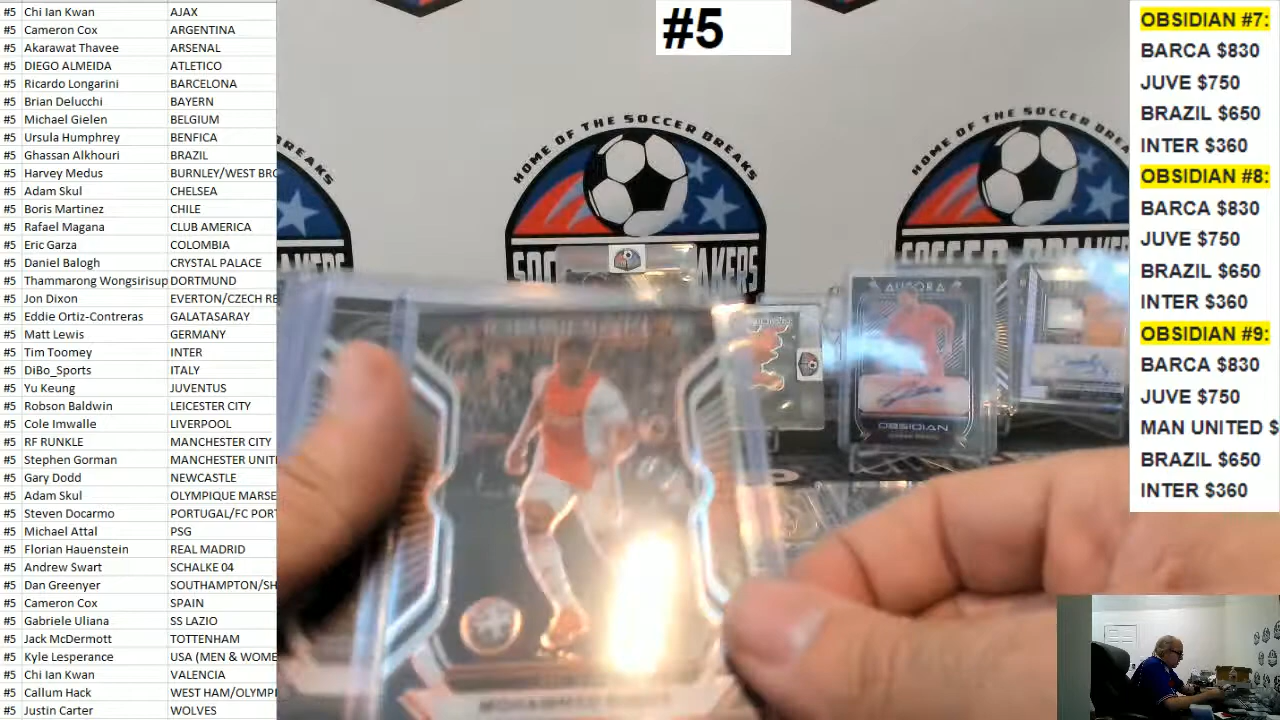 #5 Chi Ian Kwan AJAX
#5 Cameron Cox ARGENTINA
#5 Akarawat Thavee ARSENAL
#5 DIEGO ALMEIDA ATLETICO
#5 Ricardo Longarini BARCELONA
#5 Brian Delucchi BAYERN
#5 Michael Gielen BELGIUM
#5 Ursula Humphrey BENFICA
#5 Ghassan Alkhouri BRAZIL
#5 Harvey Medus BURNLEY/WEST BRO
#5 Adam Skul CHELSEA
#5 Boris Martinez CHILE
#5 Rafael Magana CLUB AMERICA
#5 Eric Garza COLOMBIA
#5 Daniel Balogh CRYSTAL PALACE
#5 Thammarong Wongsirisup DORTMUND
#5 Jon Dixon EVERTON/CZECH RE
#5 Eddie Ortiz-Contreras GALATASARAY
#5 Matt Lewis GERMANY
#5 Tim Toomey INTER
#5 DiBo_Sports ITALY
#5 Yu Keung JUVENTUS
#5 Robson Baldwin LEICESTER CITY
#5 Cole Imwalle LIVERPOOL
#5 RF RUNKLE MANCHESTER CITY
#5 Stephen Gorman MANCHESTER UNIT
#5 Gary Dodd NEWCASTLE
#5 Adam Skul OLYMPIQUE MARSE
#5 Steven Docarmo PORTUGAL/FC POR
#5 Michael Attal PSG
#5 Florian Hauenstein REAL MADRID
#5 Andrew Swart SCHALKE 04
#5 Dan Greenyer SOUTHAMPTON/SH
#5 Cameron Cox SPAIN
#5 Gabriele Uliana SS LAZIO
#5 Jack McDermott TOTTENHAM
#5 Kyle Lesperance USA (MEN & WOME
#5 Chi Ian Kwan VALENCIA
#5 Callum Hack WEST HAM/OLYMPI
#5 Justin Carter WOLVES
#5
HOME OF THE SOCCER BREAKS
SOC AKERS
HOME OF THE SOCCER BREAKS
SOCCER BREAKERS
AURORA
OBSIDIAN
OBSIDIAN #7:
BARCA $830
JUVE $750
BRAZIL $650
INTER $360
OBSIDIAN #8:
BARCA $830
JUVE $750
BRAZIL $650
INTER $360
OBSIDIAN #9:
BARCA $830
JUVE $750
MAN UNITED $
BRAZIL $650
INTER $360